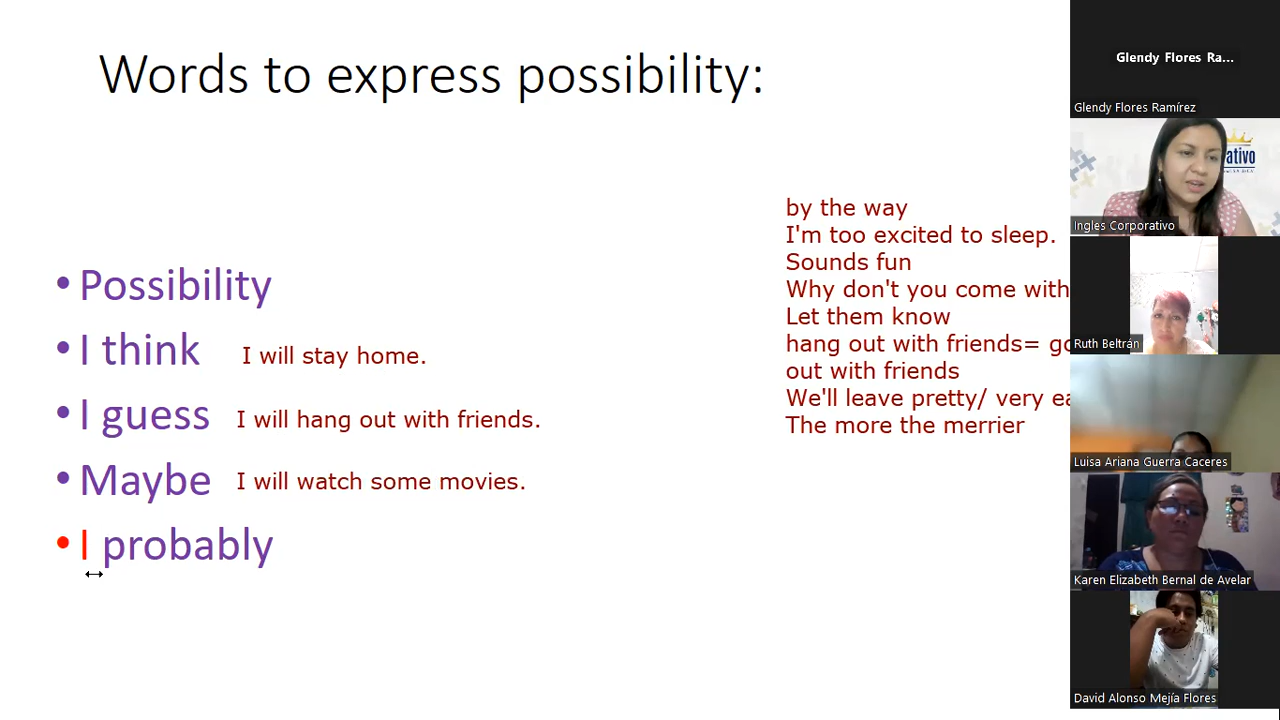 Words to express possibility:
• Possibility
• I think I will stay home.
• I guess I will hang out with friends.
• Maybe I will watch some movies.
• I probably
by the way
I'm too excited to sleep.
Sounds fun
Why don't you come with
Let them know
hang out with friends= go
out with friends
We'll leave pretty/ very ea
The more the merrier
Glendy Flores Ra...
Glendy Flores Ramírez
ativo
Ingles Corporativo
Ruth Beltrán
Luisa Ariana Guerra Caceres
Karen Elizabeth Bernal de Avelar
David Alonso Mejía Flores